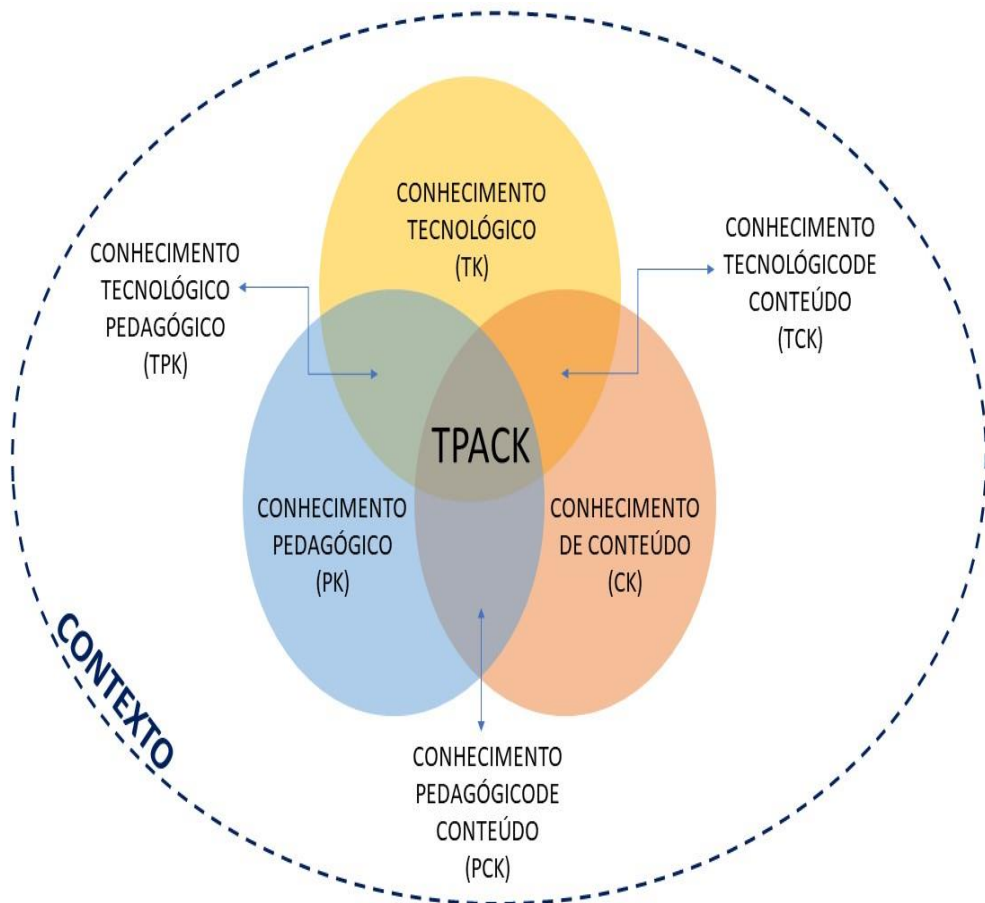 CONHECIMENTO
TECNOLÓGICO
(TK)
CONHECIMENTO
TECNOLÓGICO
PEDAGÓGICO
(TPK)
CONHECIMENTO
TECNOLÓGICODE
CONTEÚDO
(TCK)
TPACK
CONHECIMENTO
PEDAGÓGICO
(PK)
CONHECIMENTO
DE CONTEÚDO
(CK)
CONTEXTO
CONHECIMENTO
PEDAGÓGICODE
CONTEÚDO
(PCK)